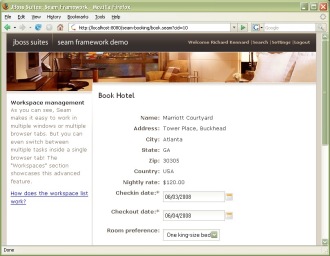 JBoss Suites: Seam Framework - Mozilla Firefox
File Edit View History Bookmarks Tools Help
http://localhost:8080/seam-booking/book.seam?cid=10
Google
jboss suites seam framework demo
Welcome Richard Kennard | Search | Settings | Logout
Workspace management
As you can see, Seam
makes it easy to work in
multiple windows or multiple
browser tabs. But you can
even switch between
multiple tasks inside a
single browser tab! The
"Workspaces" section
showcases this advanced
feature.
How does the workspace list
work?
Book Hotel
Name: Marriott Courtyard
Address: Tower Place, Buckhead
City: Atlanta
State: GA
Zip: 30305
Country: USA
Nightly rate: $120.00
Checkin date:* 06/03/2008
Checkout date:* 06/04/2008
Room preference: One king-size bed
Done